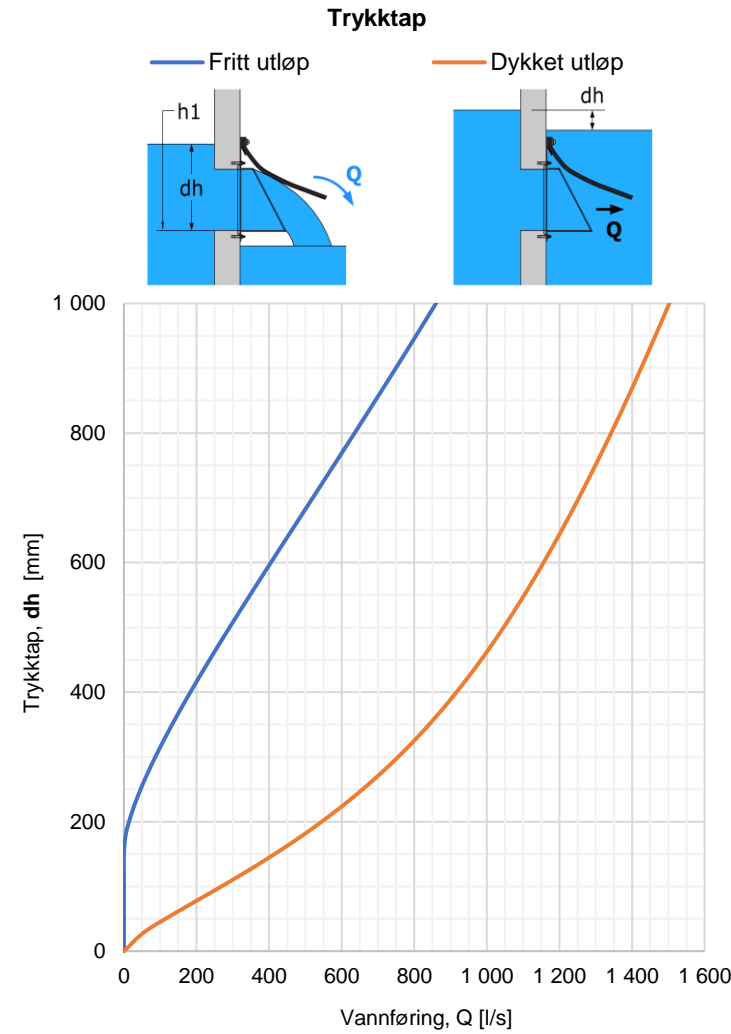 Trykktap
Fritt utløp
Dykket utløp
h1
dh
Q
dh
Q
1 000
800
600
400
200
0
Trykktap, dh [mm]
0 200 400 600 800 1 000 1 200 1 400 1 600
Vannføring, Q [l/s]